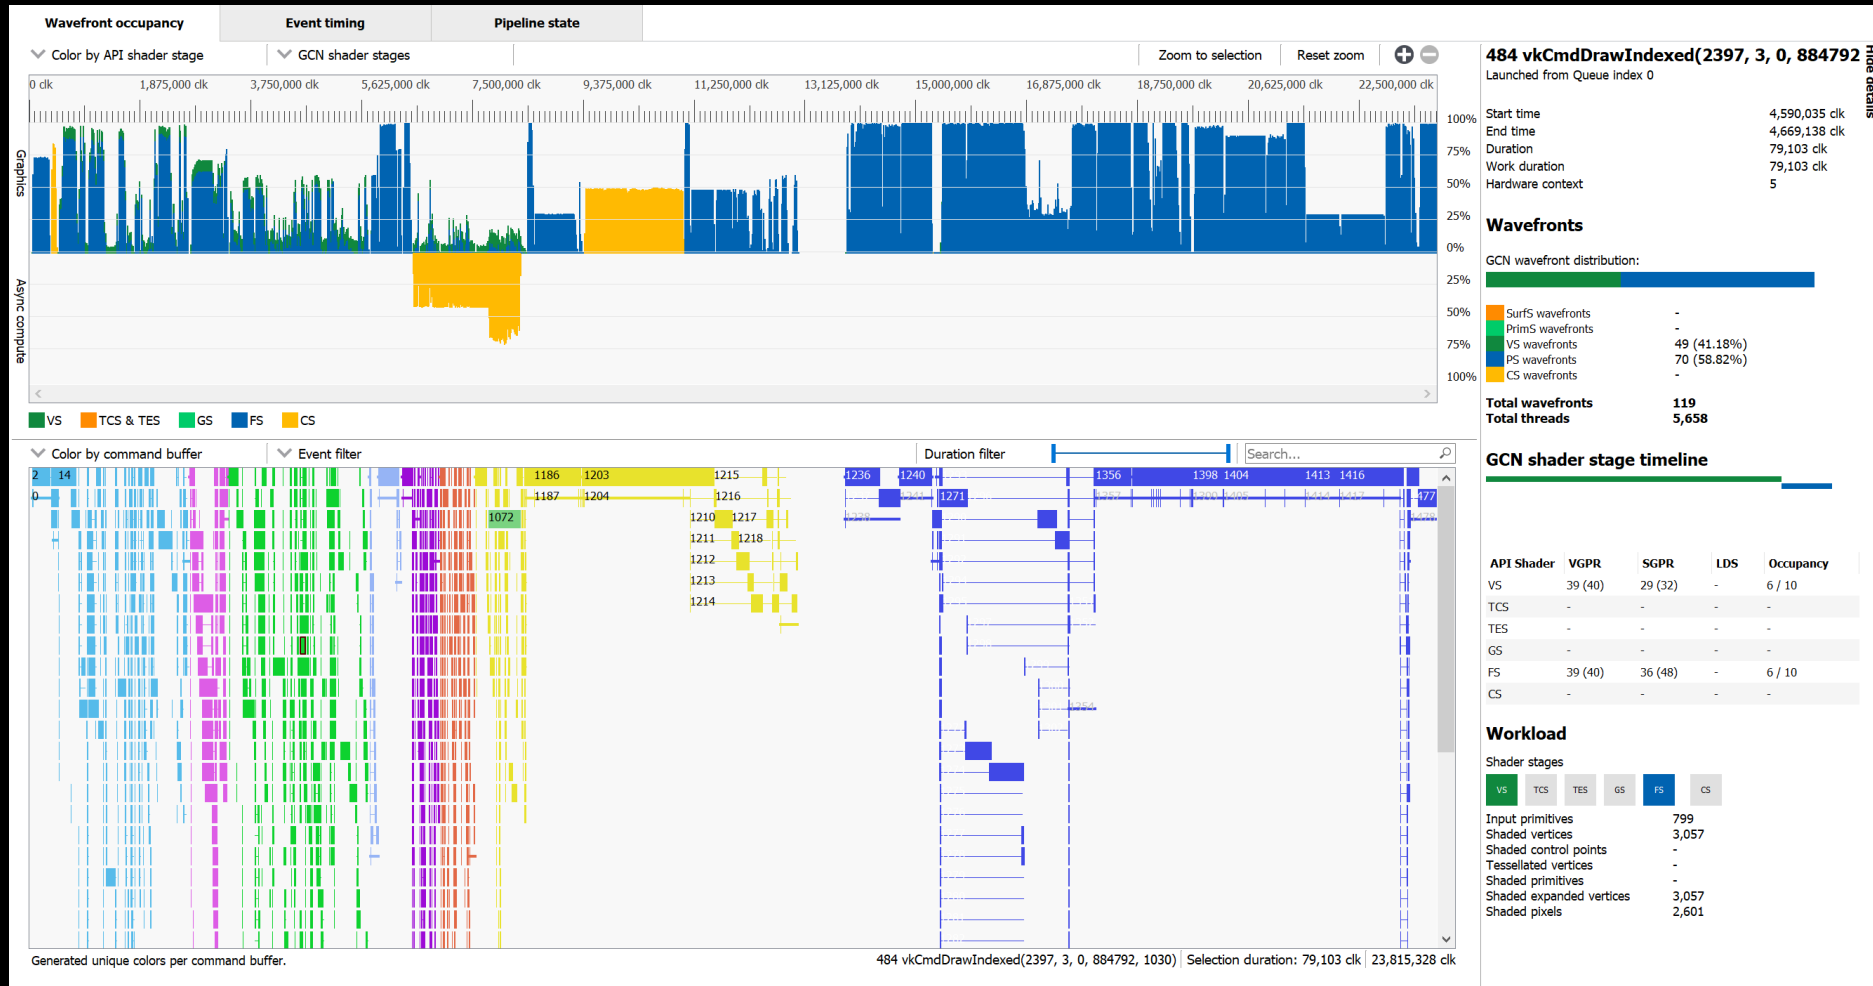 Wavefront occupancy
Event timing
Pipeline state
Color by API shader stage
GCN shader stages
Zoom to selection
Reset zoom
0 clk
1,875,000 clk
3,750,000 clk
5,625,000 clk
7,500,000 clk
9,375,000 clk
11,250,000 clk
13,125,000 clk
15,000,000 clk
16,875,000 clk
18,750,000 clk
20,625,000 clk
22,500,000 clk
Graphics
100%
75%
50%
25%
0%
Async compute
25%
50%
75%
100%
VS
TCS & TES
GS
FS
CS
Color by command buffer
Event filter
Duration filter
Search...
2 14 1186 1203 1215 1236 1240 1356 1398 1404 1413 1416
0 1187 1204 1216 1271 477
1072 1210 1217
1211 1218
1212
1213
1214
1254
Generated unique colors per command buffer.
484 vkCmdDrawIndexed(2397, 3, 0, 884792, 1030)
Selection duration: 79,103 clk
23,815,328 clk
484 vkCmdDrawIndexed(2397, 3, 0, 884792
Hide details
Launched from Queue index 0
Start time 4,590,035 clk
End time 4,669,138 clk
Duration 79,103 clk
Work duration 79,103 clk
Hardware context 5
Wavefronts
GCN wavefront distribution:
SurfS wavefronts -
PrimS wavefronts -
VS wavefronts 49 (41.18%)
PS wavefronts 70 (58.82%)
CS wavefronts -
Total wavefronts 119
Total threads 5,658
GCN shader stage timeline
API Shader VGPR SGPR LDS Occupancy
VS 39 (40) 29 (32) - 6 / 10
TCS - - - -
TES - - - -
GS - - - -
FS 39 (40) 36 (48) - 6 / 10
CS - - - -
Workload
Shader stages
VS TCS TES GS FS CS
Input primitives 799
Shaded vertices 3,057
Shaded control points -
Tessellated vertices -
Shaded primitives -
Shaded expanded vertices 3,057
Shaded pixels 2,601